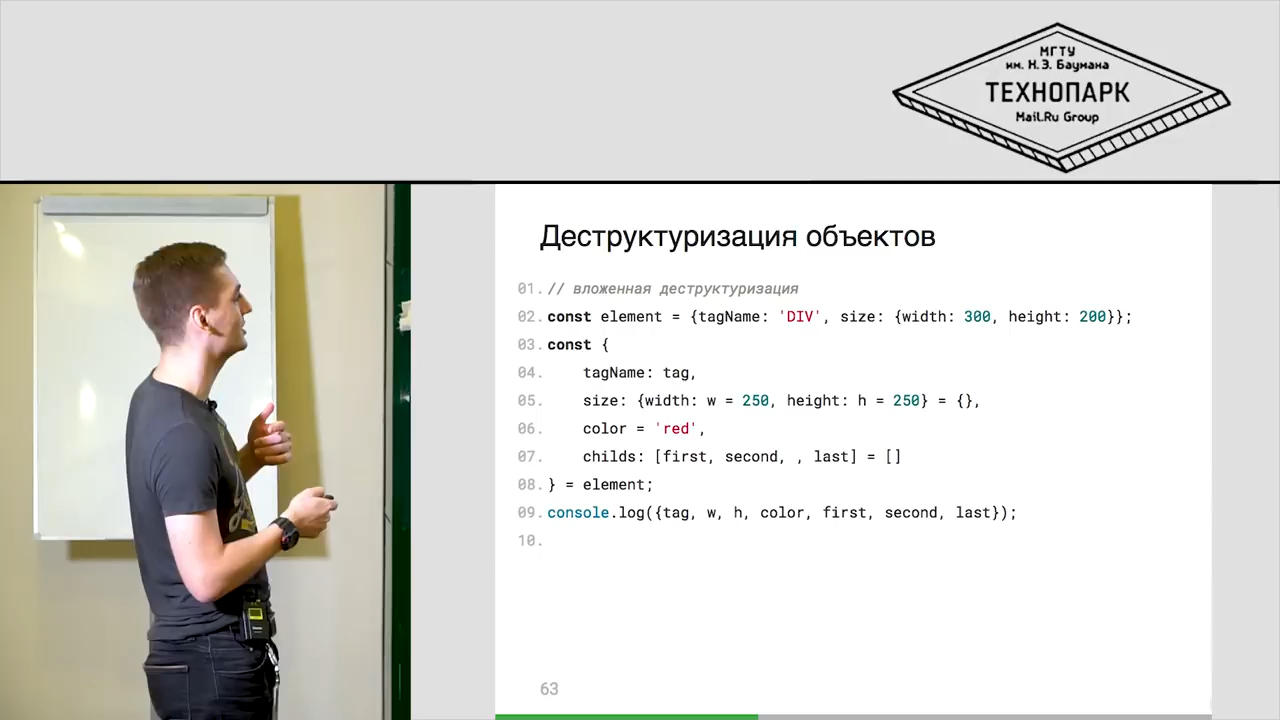 МГТУ
им. Н.Э. Баумана
ТЕХНОПАРК
Mail.Ru Group
Деструктуризация объектов
01. // вложенная деструктуризация
02. const element = {tagName: 'DIV', size: {width: 300, height: 200}};
03. const {
04. tagName: tag,
05. size: {width: w = 250, height: h = 250} = {},
06. color = 'red',
07. childs: [first, second, , last] = []
08. } = element;
09. console.log({tag, w, h, color, first, second, last});
10.
63